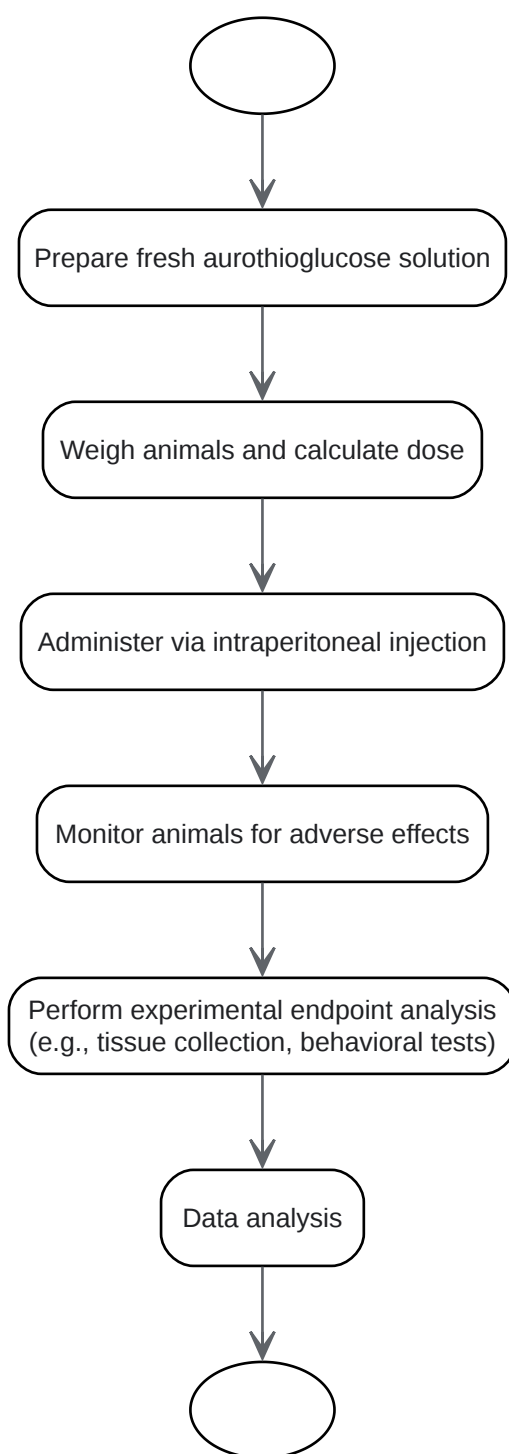 Prepare fresh aurothioglucose solution
Weigh animals and calculate dose
Administer via intraperitoneal injection
Monitor animals for adverse effects
Perform experimental endpoint analysis
(e.g., tissue collection, behavioral tests)
Data analysis